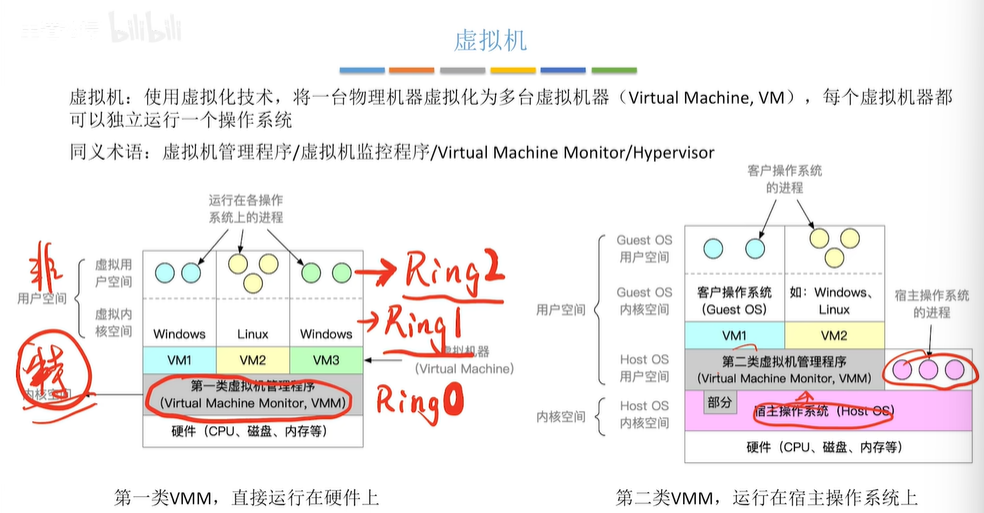 bilibili
虚拟机
虚拟机：使用虚拟化技术，将一台物理机器虚拟化为多台虚拟机器（Virtual Machine, VM），每个虚拟机器都
可以独立运行一个操作系统
同义术语：虚拟机管理程序/虚拟机监控程序/Virtual Machine Monitor/Hypervisor
运行在各操作
系统上的进程
非
虚拟用
户空间
用户空间
虚拟内
核空间
Ring2
Ring1
Windows
Linux
Windows
VM1
VM2
VM3
虚拟机器
(Virtual Machine)
特
内核空间
第一类虚拟机管理程序
(Virtual Machine Monitor, VMM)
Ring0
硬件（CPU、磁盘、内存等）
第一类VMM，直接运行在硬件上
客户操作系统
的进程
Guest OS
用户空间
用户空间
Guest OS
内核空间
客户操作系统
(Guest OS)
如：Windows、
Linux
宿主操作系统
的进程
VM1
VM2
Host OS
用户空间
第二类虚拟机管理程序
(Virtual Machine Monitor, VMM)
内核空间
Host OS
内核空间
部分
宿主操作系统（Host OS）
硬件（CPU、磁盘、内存等）
第二类VMM，运行在宿主操作系统上